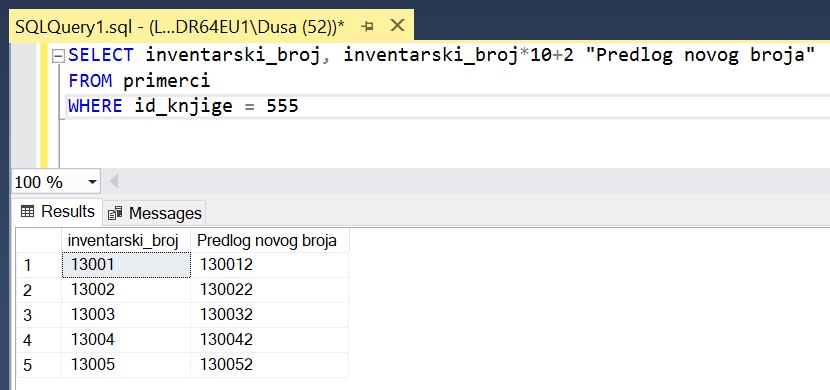 SQLQuery1.sql - (L...DR64EU1\Dusa (52))*
SELECT inventarski_broj, inventarski_broj*10+2 "Predlog novog broja"
FROM primerci
WHERE id_knjige = 555
100 %
Results Messages
inventarski_broj Predlog novog broja
1 13001 130012
2 13002 130022
3 13003 130032
4 13004 130042
5 13005 130052